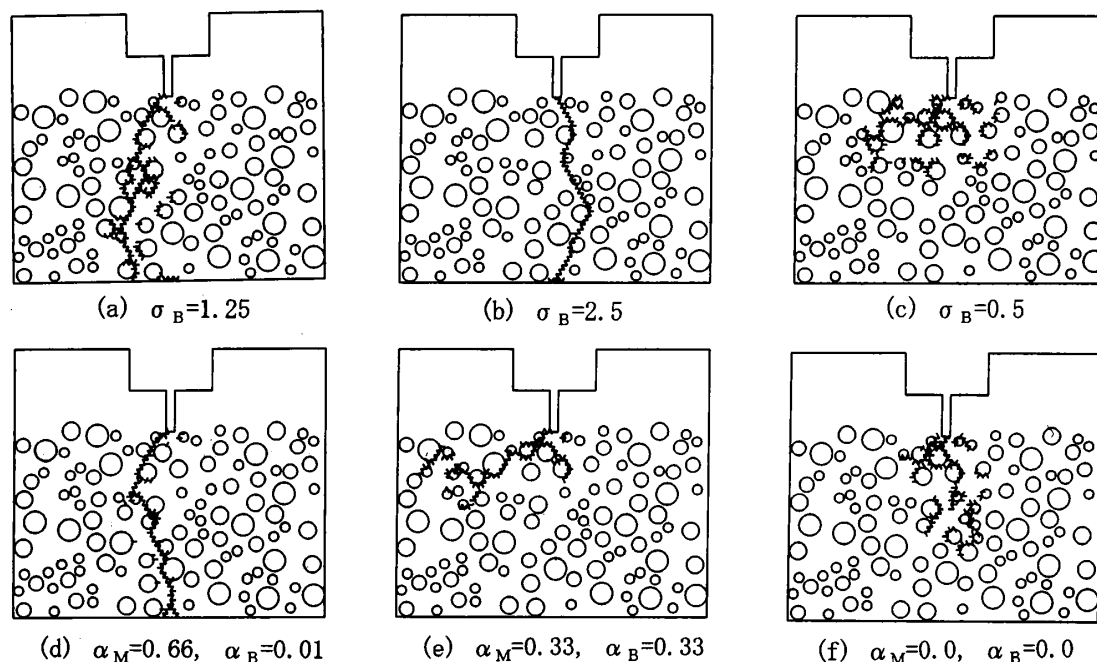 (a) σ B=1.25
(b) σ B=2.5
(c) σ B=0.5
(d) α M=0.66, α B=0.01
(e) α M=0.33, α B=0.33
(f) α M=0.0, α B=0.0